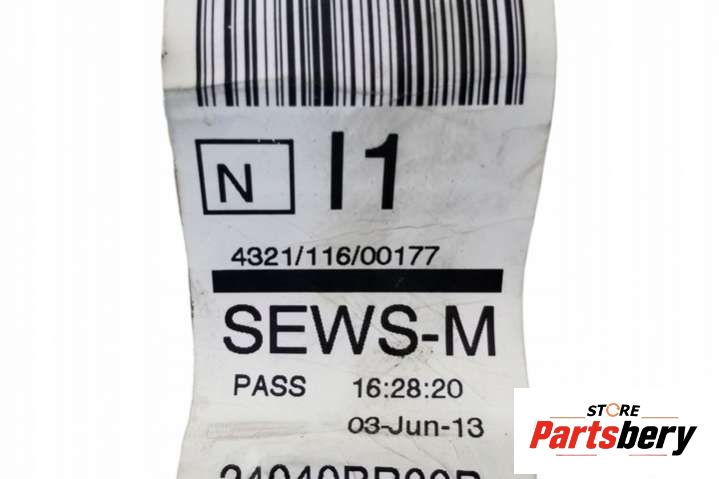 N I1
4321/116/00177
SEWS-M
PASS 16:28:20
03-Jun-13
STORE
Partsbery